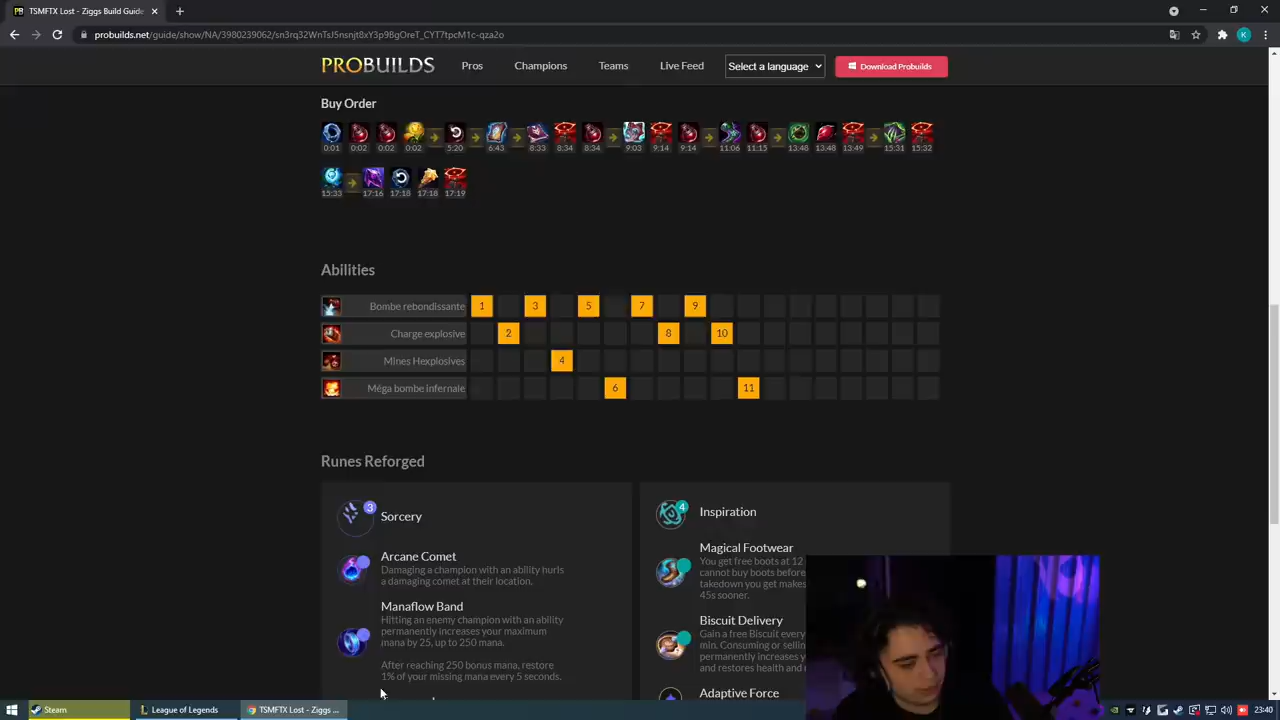 TSMFTX Lost - Ziggs Build Guide
probuilds.net/guide/show/NA/3980239062/sn3rq32WnTsJ5nsnjt8xY3p9BgOreT_CYT7tpcM1c-qza2o
K
PROBUILDS Pros Champions Teams Live Feed Select a language Download Probuilds
Buy Order
0:01 0:02 0:02 0:02 5:20 6:43 8:33 8:34 8:34 9:03 9:14 9:14 11:06 11:15 13:48 13:48 13:49 15:31 15:32
15:33 17:16 17:18 17:18 17:19
Abilities
Bombe rebondissante 1 3 5 7 9
Charge explosive 2 8 10
Mines Hexplosives 4
Méga bombe infernale 6 11
Runes Reforged
3 Sorcery
Arcane Comet
Damaging a champion with an ability hurls
a damaging comet at their location.
Manaflow Band
Hitting an enemy champion with an ability
permanently increases your maximum
mana by 25, up to 250 mana.
After reaching 250 bonus mana, restore
1% of your missing mana every 5 seconds.
4 Inspiration
Magical Footwear
You get free boots at 12
cannot buy boots before
takedown you get makes
45s sooner.
Biscuit Delivery
Gain a free Biscuit every
min. Consuming or selling
permanently increases y
and restores health and
Adaptive Force
Steam League of Legends TSMFTX Lost - Ziggs ... 23:40